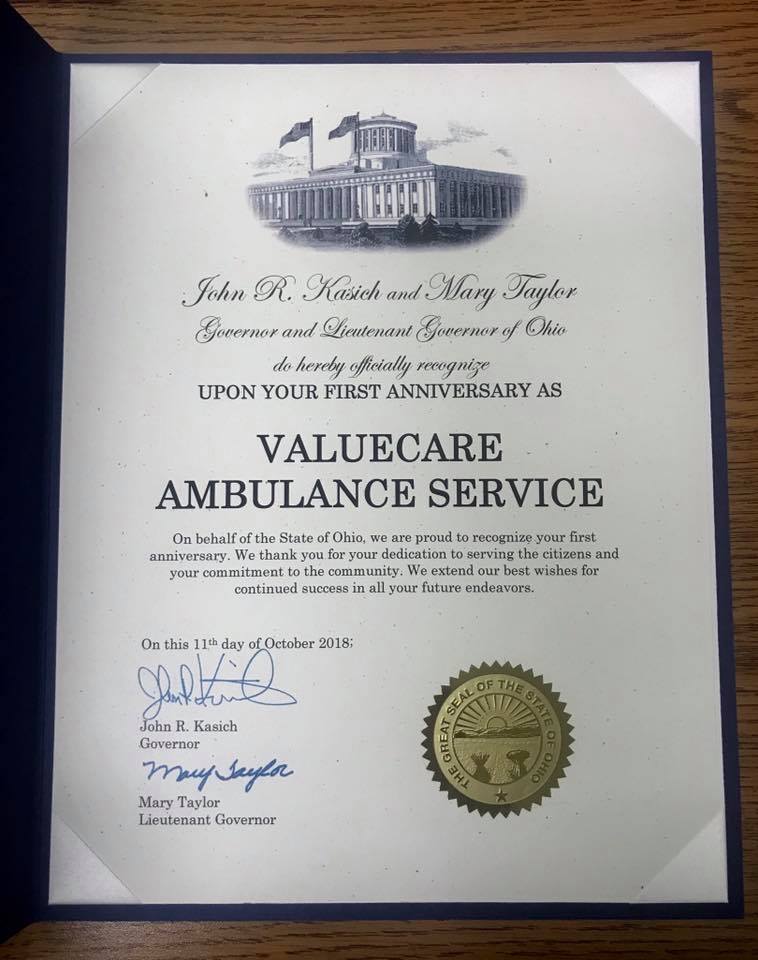 John R. Kasich and Mary Taylor
Governor and Lieutenant Governor of Ohio
do hereby officially recognize
UPON YOUR FIRST ANNIVERSARY AS
VALUECARE
AMBULANCE SERVICE
On behalf of the State of Ohio, we are proud to recognize your first
anniversary. We thank you for your dedication to serving the citizens and
your commitment to the community. We extend our best wishes for
continued success in all your future endeavors.
On this 11th day of October 2018;
John R. Kasich
John R. Kasich
Governor
Mary Taylor
Mary Taylor
Lieutenant Governor
THE GREAT SEAL OF THE STATE OF OHIO